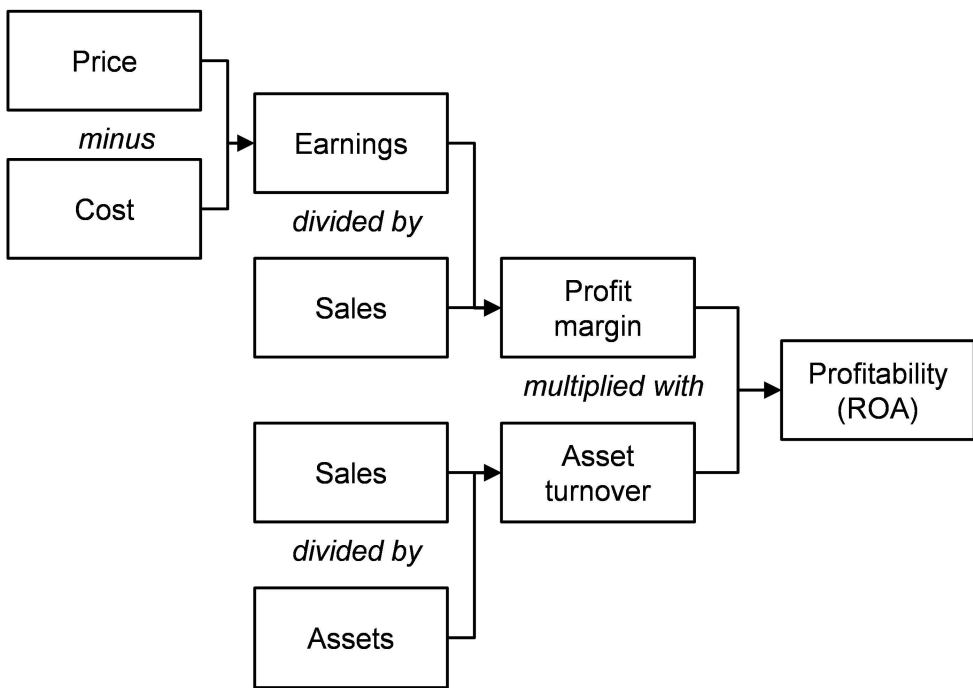 Price
minus
Cost
Earnings
divided by
Sales
Profit
margin
multiplied with
Sales
divided by
Assets
Asset
turnover
Profitability
(ROA)